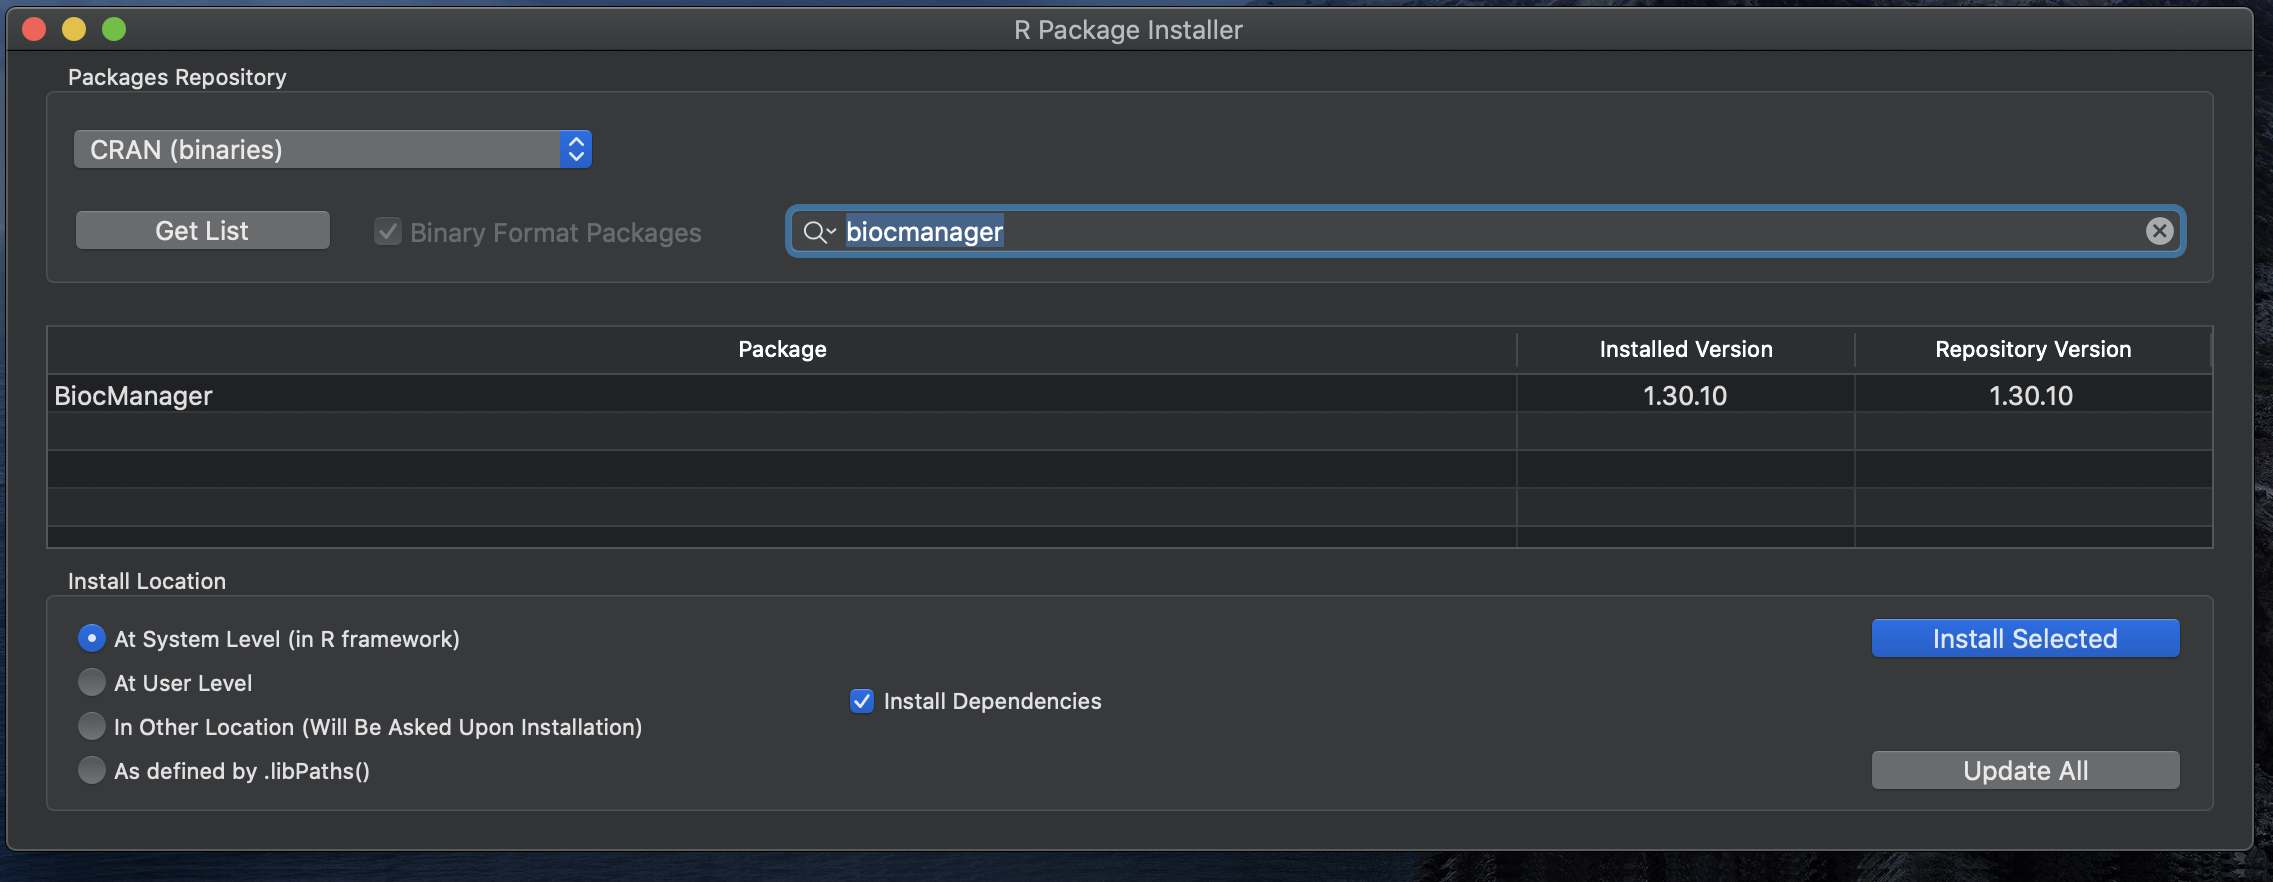 R Package Installer
Packages Repository
CRAN (binaries)
Get List
Binary Format Packages
biocmanager
Package Installed Version Repository Version
BiocManager 1.30.10 1.30.10
Install Location
At System Level (in R framework)
Install Selected
At User Level
Install Dependencies
In Other Location (Will Be Asked Upon Installation)
As defined by .libPaths()
Update All